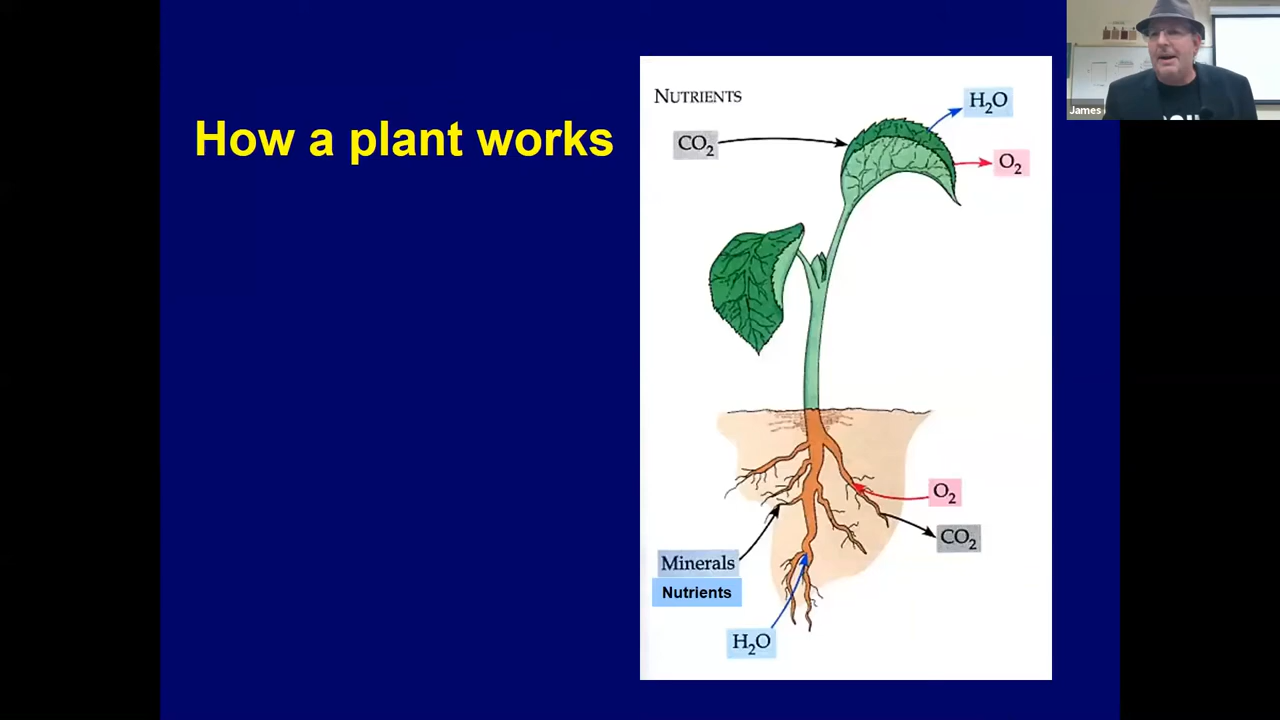 How a plant works
NUTRIENTS
CO₂
H₂O
O₂
O₂
CO₂
Minerals
Nutrients
H₂O
James